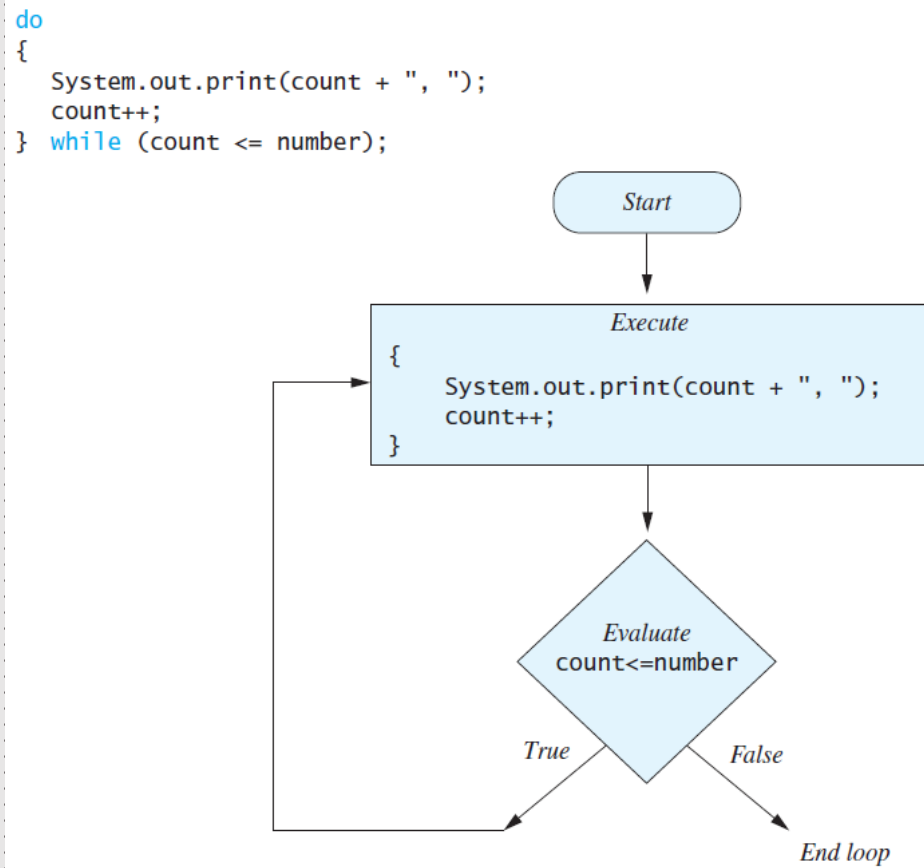 do
{
   System.out.print(count + ", ");
   count++;
} while (count <= number);
Start
Execute
{
    System.out.print(count + ", ");
    count++;
}
Evaluate
count<=number
True
False
End loop